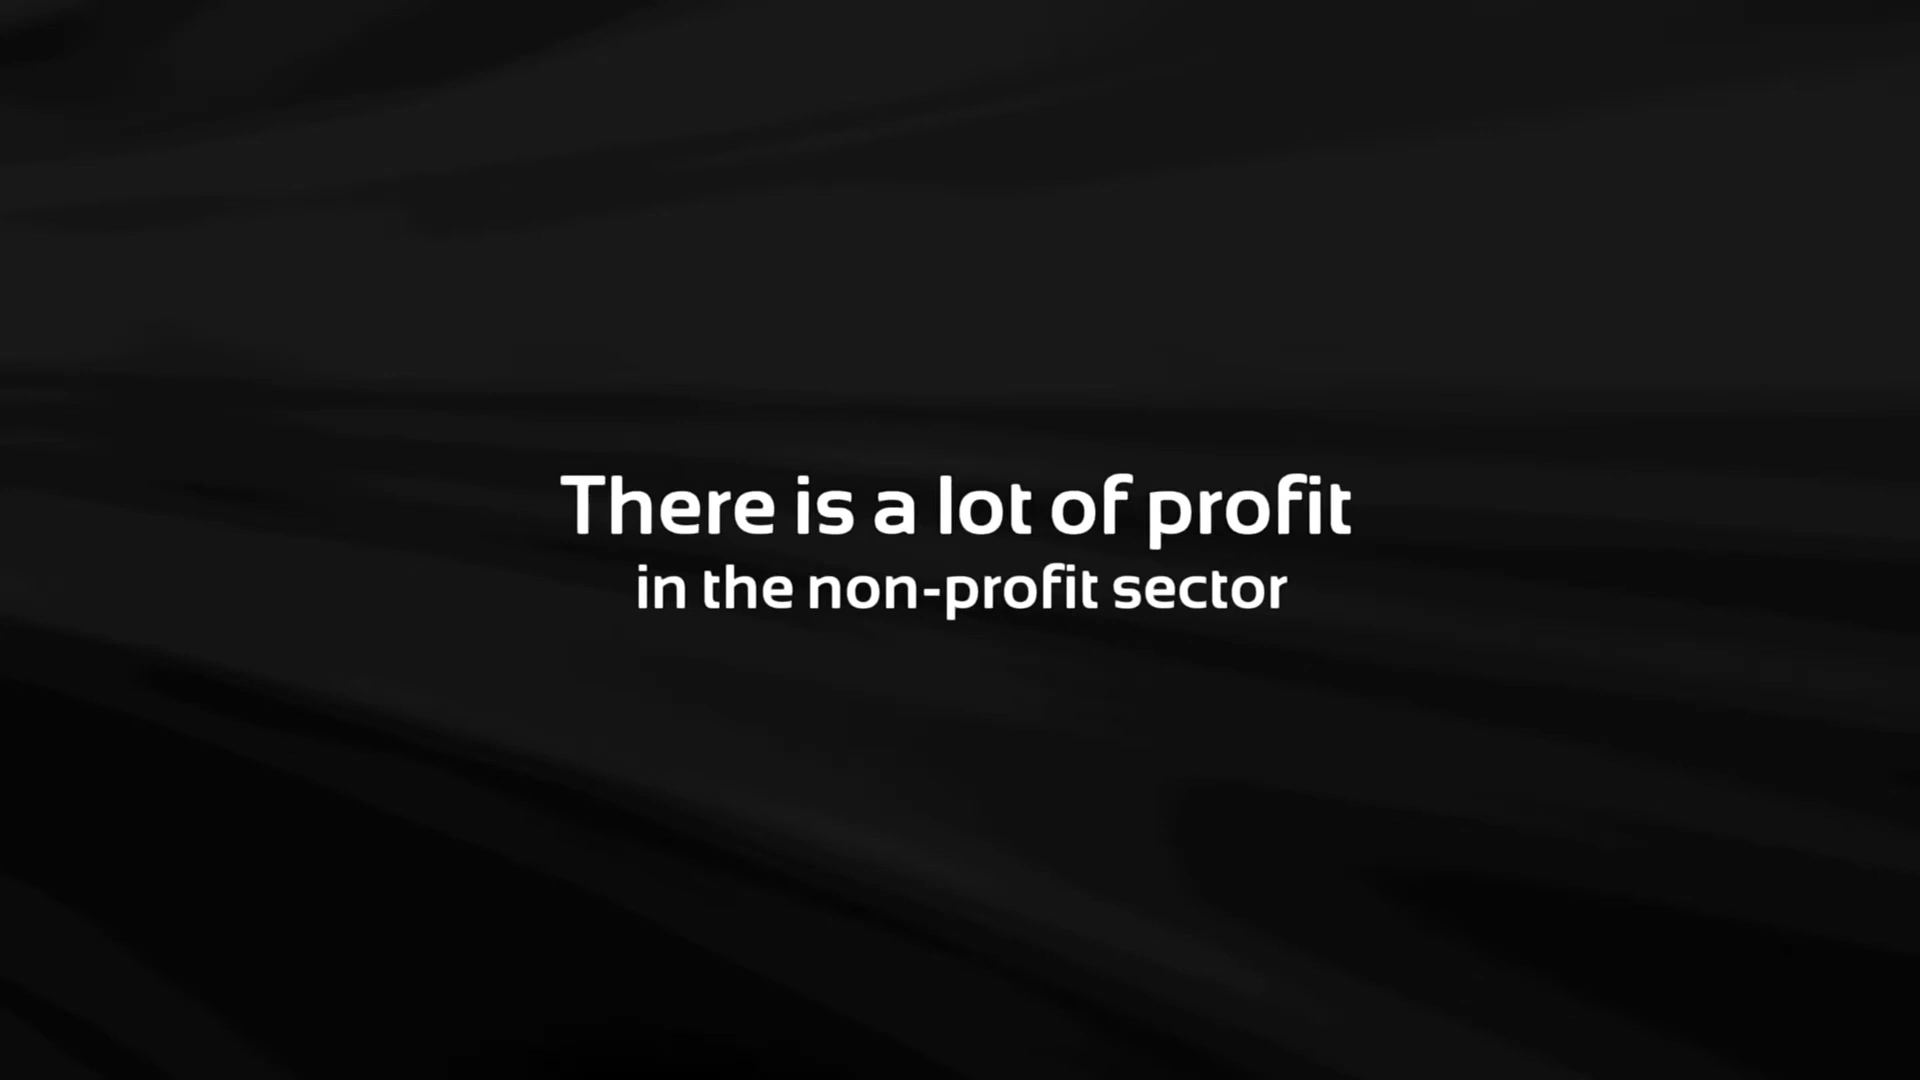 There is a lot of profit
in the non-profit sector